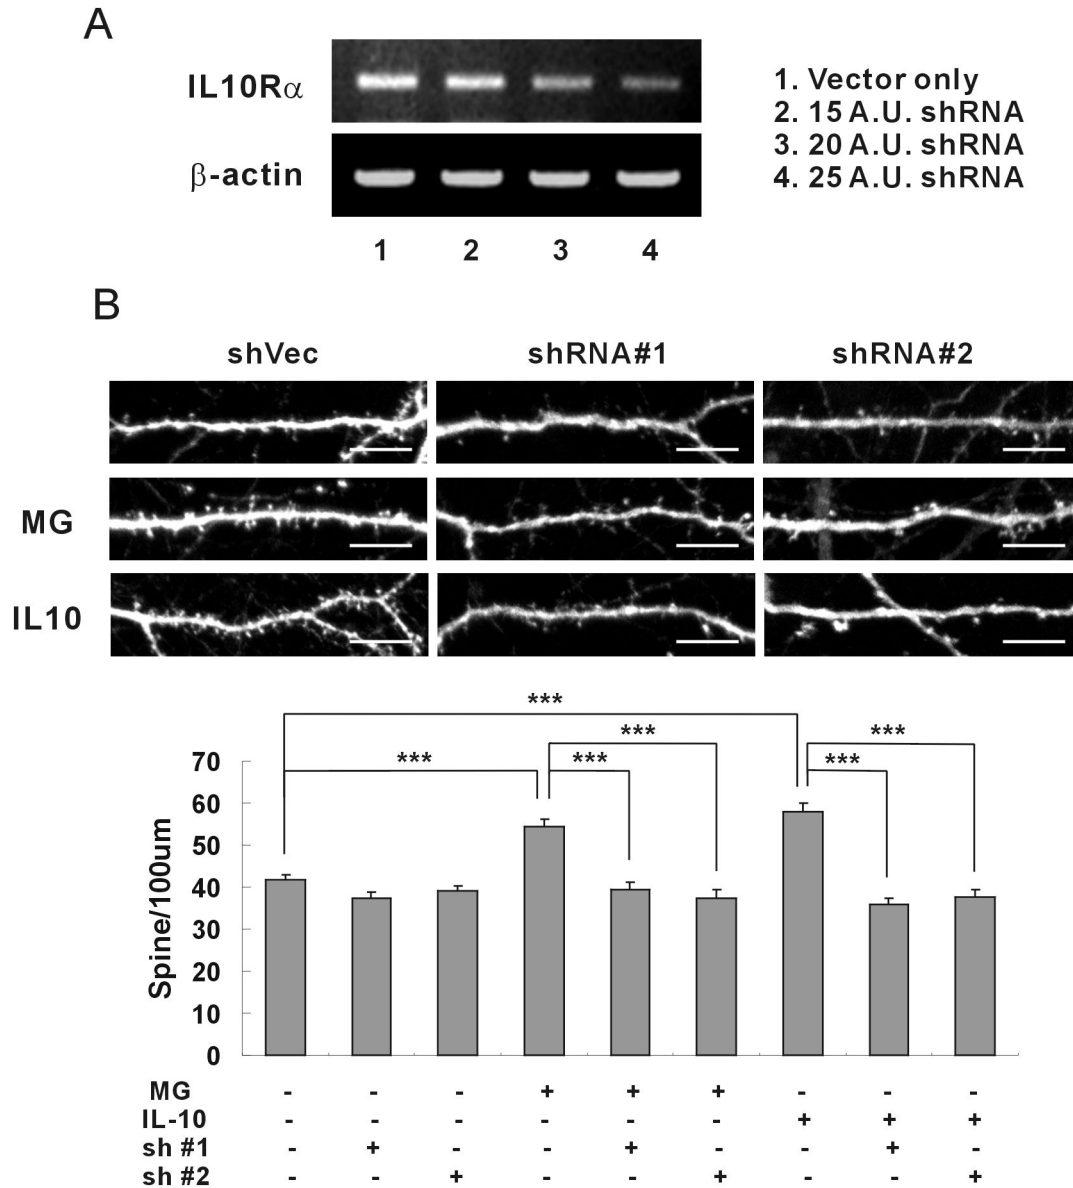 A
IL10Rα
β-actin
1 2 3 4
1. Vector only
2. 15 A.U. shRNA
3. 20 A.U. shRNA
4. 25 A.U. shRNA
B
shVec shRNA#1 shRNA#2
MG
IL10
***
*** *** *** *** ***
Spine/100um
70
60
50
40
30
20
10
0
MG - - - + + + - - -
IL-10 - - - - - - + + +
sh #1 - + - - + - - + -
sh #2 - - + - - + - - +